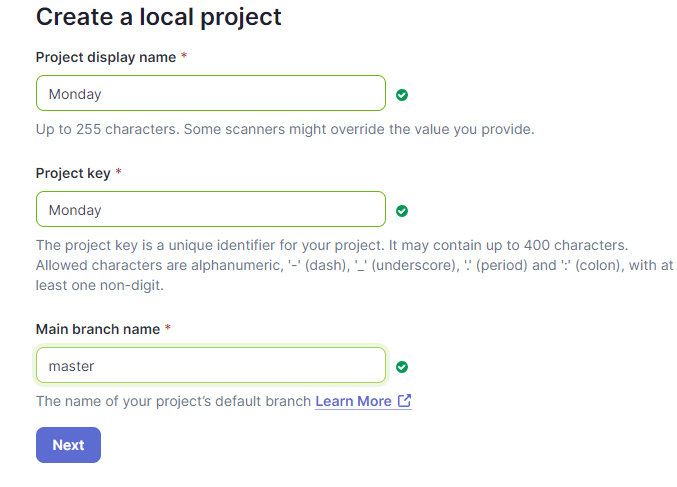 Create a local project
Project display name *
Monday
Up to 255 characters. Some scanners might override the value you provide.
Project key *
Monday
The project key is a unique identifier for your project. It may contain up to 400 characters.
Allowed characters are alphanumeric, '-' (dash), '_' (underscore), '.' (period) and ':' (colon), with at
least one non-digit.
Main branch name *
master
The name of your project’s default branch Learn More
Next